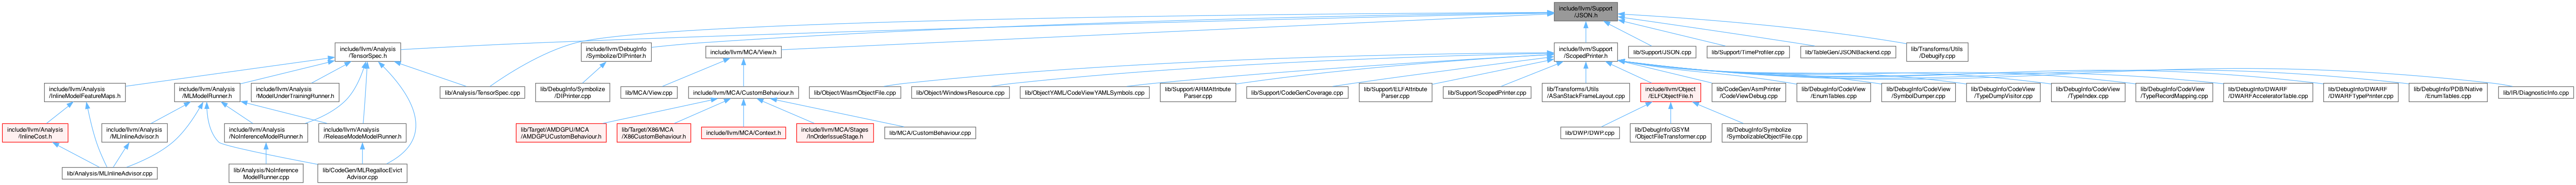 include/llvm/Support
/JSON.h
include/llvm/Analysis
/TensorSpec.h
include/llvm/DebugInfo
/Symbolize/DIPrinter.h
include/llvm/MCA/View.h
include/llvm/Support
/ScopedPrinter.h
lib/Support/JSON.cpp
lib/Support/TimeProfiler.cpp
lib/TableGen/JSONBackend.cpp
lib/Transforms/Utils
/Debugify.cpp
include/llvm/Analysis
/InlineModelFeatureMaps.h
include/llvm/Analysis
/MLModelRunner.h
include/llvm/Analysis
/ModelUnderTrainingRunner.h
lib/Analysis/TensorSpec.cpp
lib/DebugInfo/Symbolize
/DIPrinter.cpp
lib/MCA/View.cpp
include/llvm/MCA/CustomBehaviour.h
lib/Object/WasmObjectFile.cpp
lib/Object/WindowsResource.cpp
lib/ObjectYAML/CodeViewYAMLSymbols.cpp
lib/Support/ARMAttribute
Parser.cpp
lib/Support/CodeGenCoverage.cpp
lib/Support/ELFAttribute
Parser.cpp
lib/Support/ScopedPrinter.cpp
lib/Transforms/Utils
/ASanStackFrameLayout.cpp
include/llvm/Object
/ELFObjectFile.h
lib/CodeGen/AsmPrinter
/CodeViewDebug.cpp
lib/DebugInfo/CodeView
/EnumTables.cpp
lib/DebugInfo/CodeView
/SymbolDumper.cpp
lib/DebugInfo/CodeView
/TypeDumpVisitor.cpp
lib/DebugInfo/CodeView
/TypeIndex.cpp
lib/DebugInfo/CodeView
/TypeRecordMapping.cpp
lib/DebugInfo/DWARF
/DWARFAcceleratorTable.cpp
lib/DebugInfo/DWARF
/DWARFTypePrinter.cpp
lib/DebugInfo/PDB/Native
/EnumTables.cpp
lib/IR/DiagnosticInfo.cpp
include/llvm/Analysis
/InlineCost.h
include/llvm/Analysis
/MLInlineAdvisor.h
include/llvm/Analysis
/NoInferenceModelRunner.h
include/llvm/Analysis
/ReleaseModeModelRunner.h
lib/Target/AMDGPU/MCA
/AMDGPUCustomBehaviour.h
lib/Target/X86/MCA
/X86CustomBehaviour.h
include/llvm/MCA/Context.h
include/llvm/MCA/Stages
/InOrderIssueStage.h
lib/MCA/CustomBehaviour.cpp
lib/DWP/DWP.cpp
lib/DebugInfo/GSYM
/ObjectFileTransformer.cpp
lib/DebugInfo/Symbolize
/SymbolizableObjectFile.cpp
lib/Analysis/MLInlineAdvisor.cpp
lib/Analysis/NoInference
ModelRunner.cpp
lib/CodeGen/MLRegallocEvict
Advisor.cpp